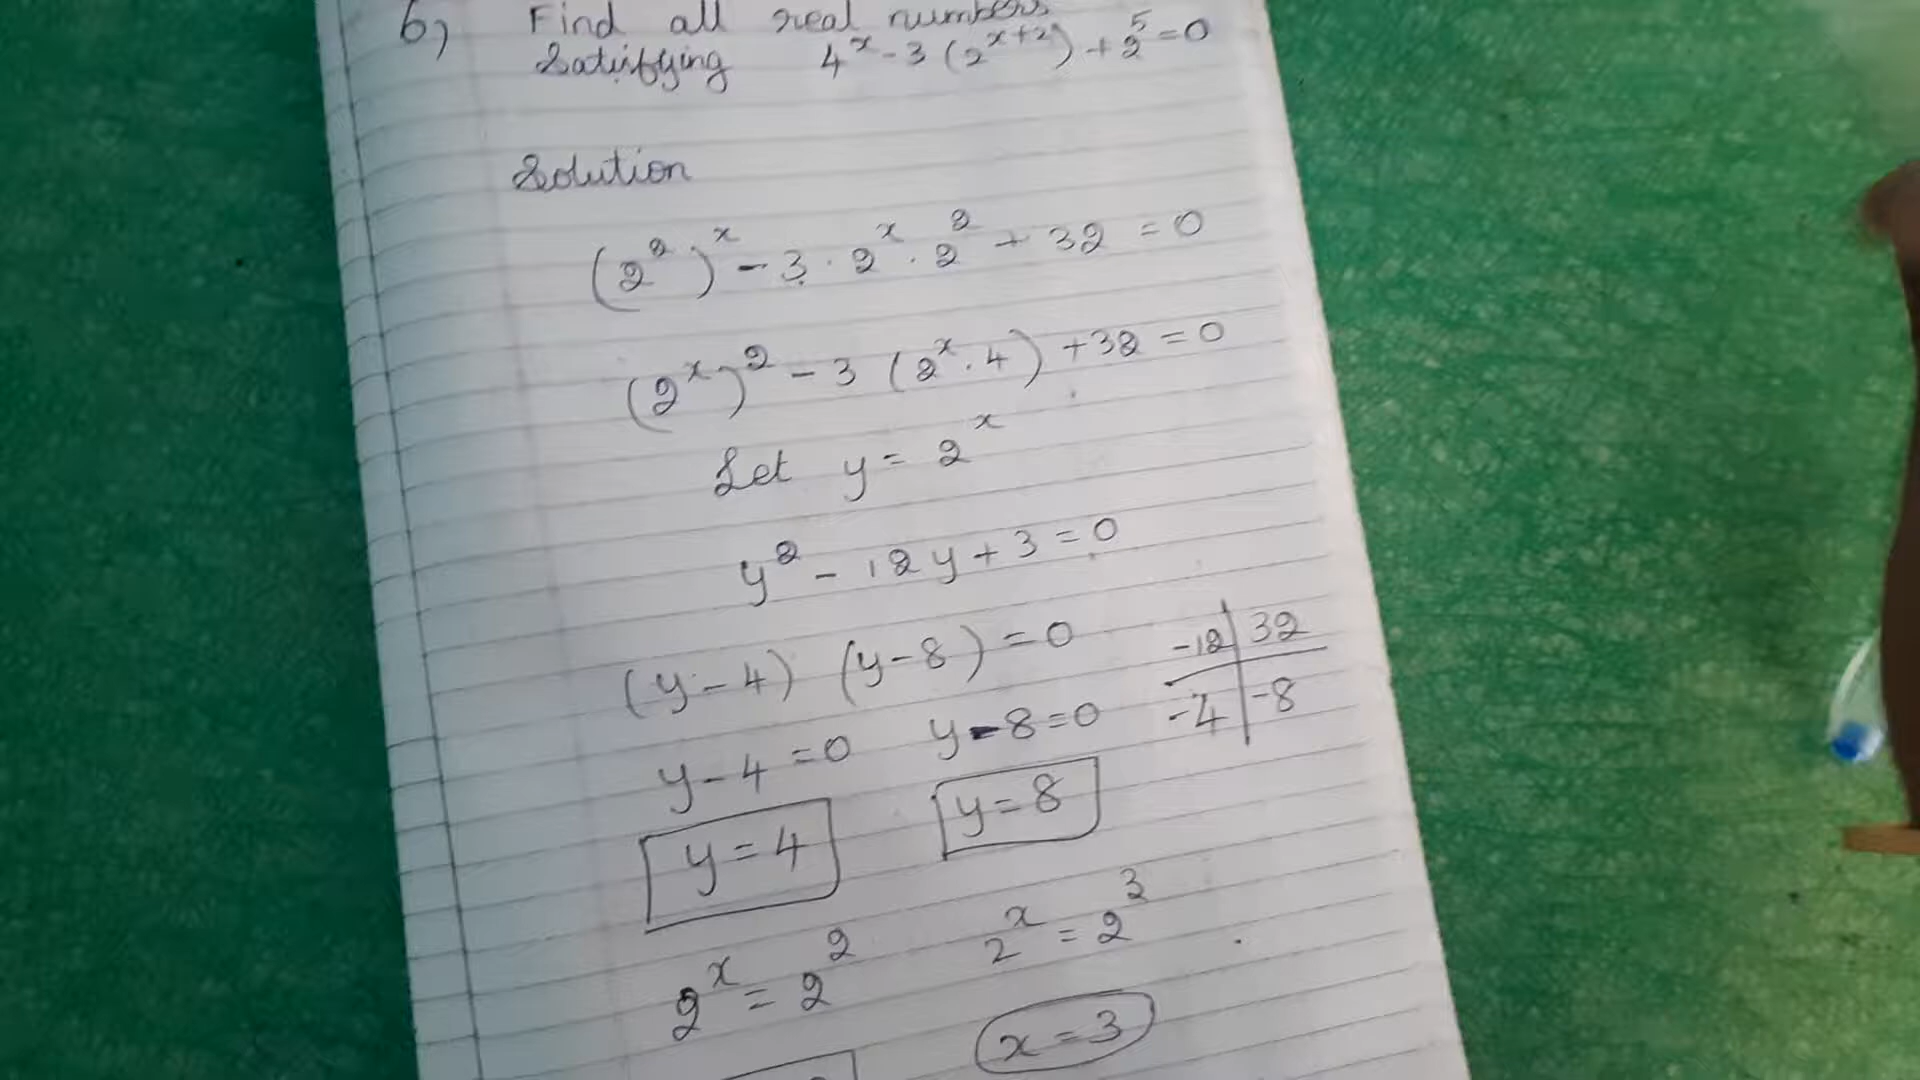 6) Find all real numbers
Satisfying 4^x - 3 (2^{x+2}) + 2^5 = 0
Solution
(2^2)^x - 3 · 2^x · 2^2 + 32 = 0
(2^x)^2 - 3 (2^x · 4) + 32 = 0
Let y = 2^x
y^2 - 12y + 3 = 0
(y - 4) (y - 8) = 0
-12 | 32
-4 | -8
y - 4 = 0 y - 8 = 0
y = 4 y = 8
2^x = 2^2 2^x = 2^3
x = 3